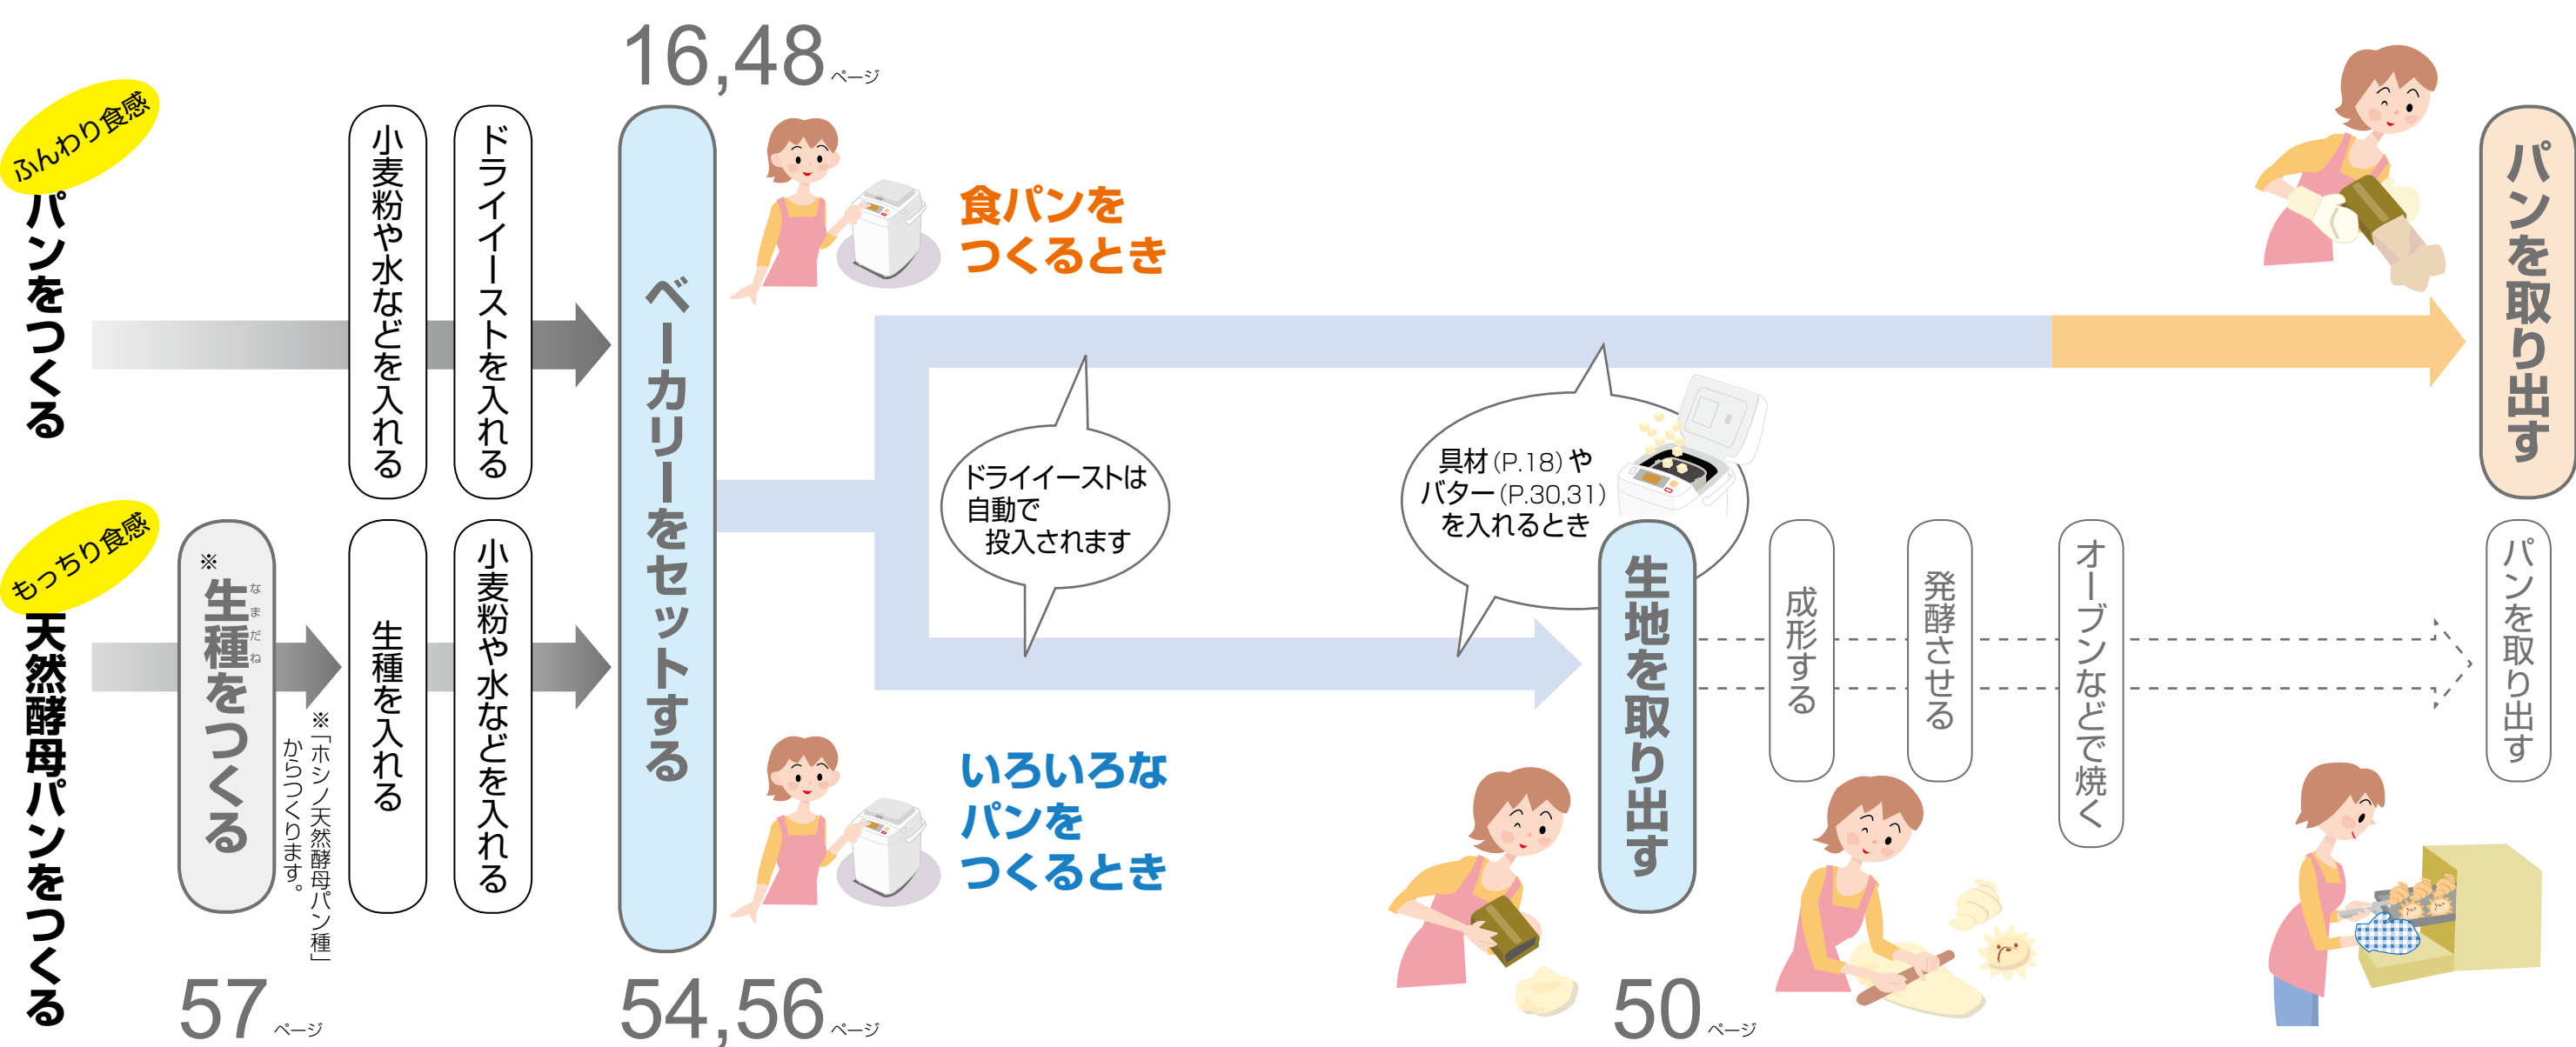 16,48ページ
ふんわり食感
パンをつくる
小麦粉や水などを入れる
ドライイーストを入れる
ベーカリーをセットする
食パンを
つくるとき
ドライイーストは
自動で
投入されます
具材(P.18)や
バター(P.30,31)
を入れるとき
パンを取り出す
もっちり食感
天然酵母パンをつくる
※
生種をつくる
なまだね
※「ホシノ天然酵母パン種」
からつくります。
生種を入れる
小麦粉や水などを入れる
いろいろな
パンを
つくるとき
生地を取り出す
成形する
発酵させる
オーブンなどで焼く
パンを取り出す
57ページ
54,56ページ
50ページ